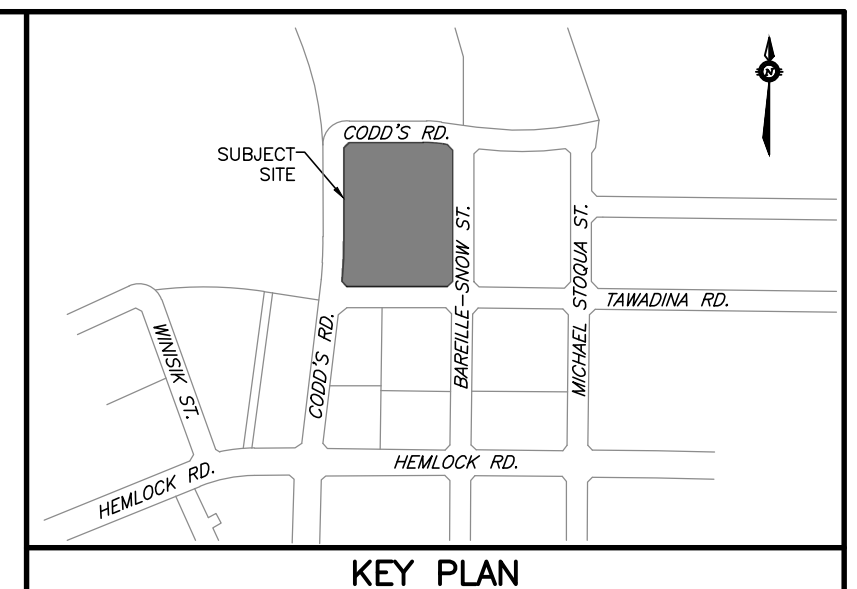 N
CODD'S RD.
SUBJECT
SITE
BAREILLE-SNOW ST.
MICHAEL STOQUA ST.
TAWADINA RD.
CODD'S RD.
WINISIK ST.
HEMLOCK RD.
HEMLOCK RD.
KEY PLAN